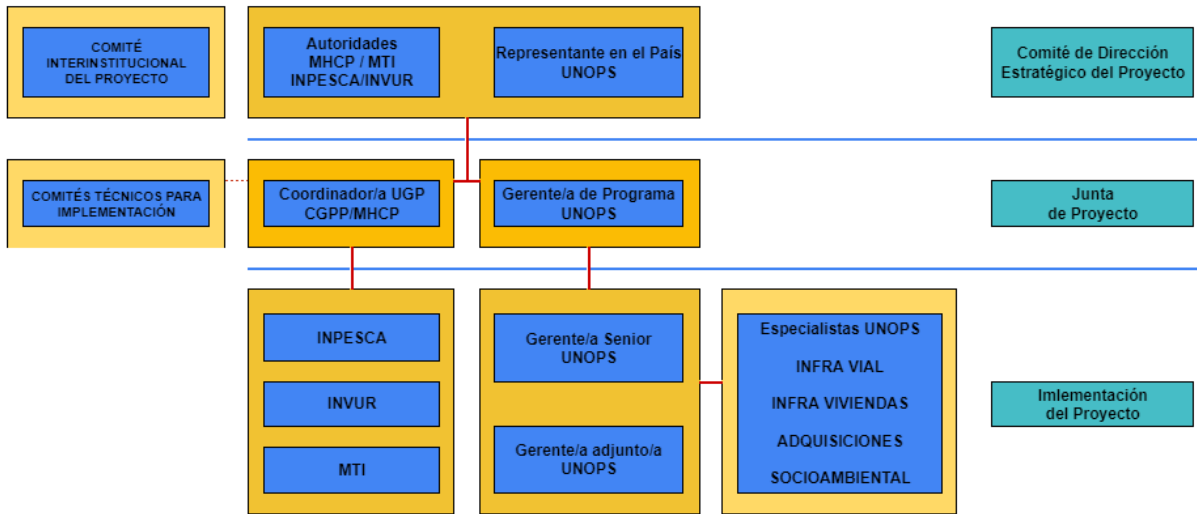 COMITÉ
INTERINSTITUCIONAL
DEL PROYECTO
Autoridades
MHCP / MTI
INPESCA/INVUR
Representante en el País
UNOPS
Comité de Dirección
Estratégico del Proyecto
COMITÉS TÉCNICOS PARA
IMPLEMENTACIÓN
Coordinador/a UGP
CGPP/MHCP
Gerente/a de Programa
UNOPS
Junta
de Proyecto
INPESCA
INVUR
MTI
Gerente/a Senior
UNOPS
Gerente/a adjunto/a
UNOPS
Especialistas UNOPS
INFRA VIAL
INFRA VIVIENDAS
ADQUISICIONES
SOCIOAMBIENTAL
Imlementación
del Proyecto